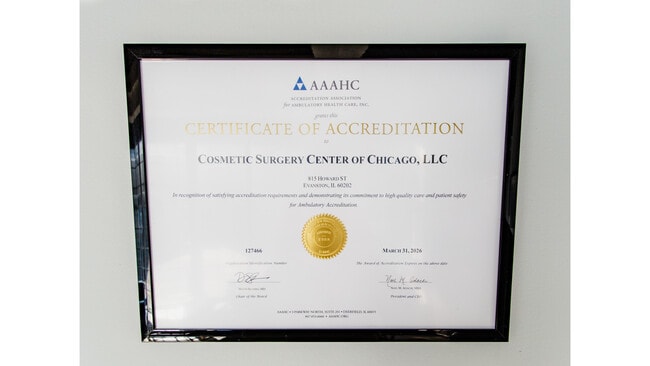 AAAHC
ACCREDITATION ASSOCIATION
for AMBULATORY HEALTH CARE, INC.
grants this
CERTIFICATE OF ACCREDITATION
to
COSMETIC SURGERY CENTER OF CHICAGO, LLC
815 HOWARD ST
EVANSTON, IL 60202
In recognition of satisfying accreditation requirements and demonstrating its commitment to high quality care and patient safety
for Ambulatory Accreditation.
127466
MARCH 31, 2026
Organization Identification Number
The Award of Accreditation Expires on the above date
Chair of the Board
President and CEO